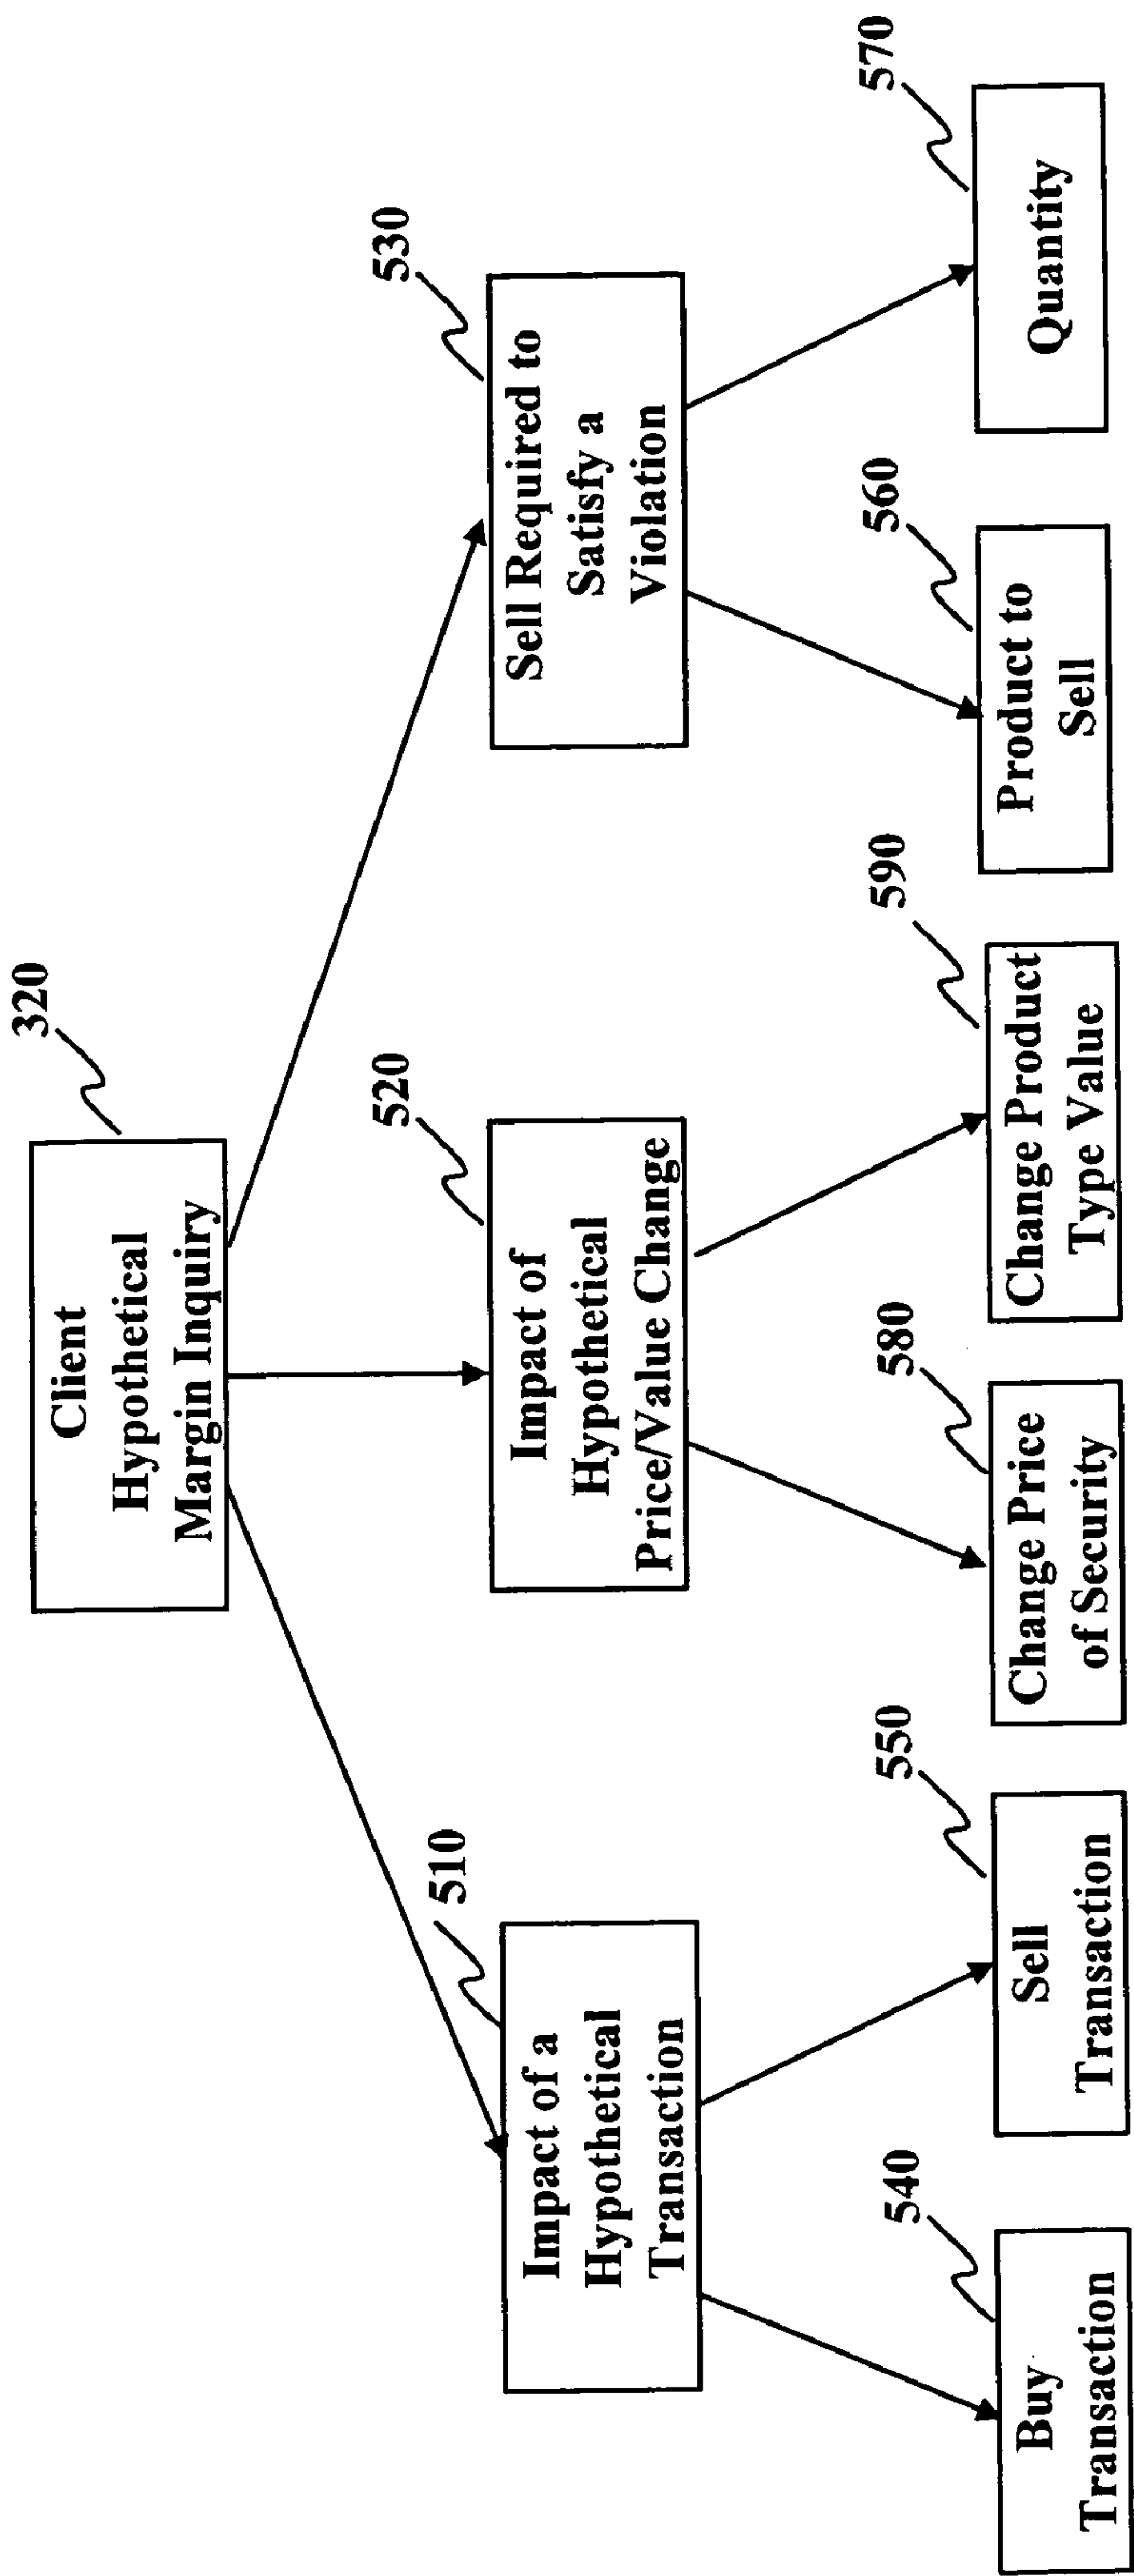 320
Client
Hypothetical
Margin Inquiry
510
Impact of a
Hypothetical
Transaction
520
Impact of
Hypothetical
Price/Value Change
530
Sell Required to
Satisfy a
Violation
540
Buy
Transaction
550
Sell
Transaction
580
Change Price
of Security
590
Change Product
Type Value
560
Product to
Sell
570
Quantity